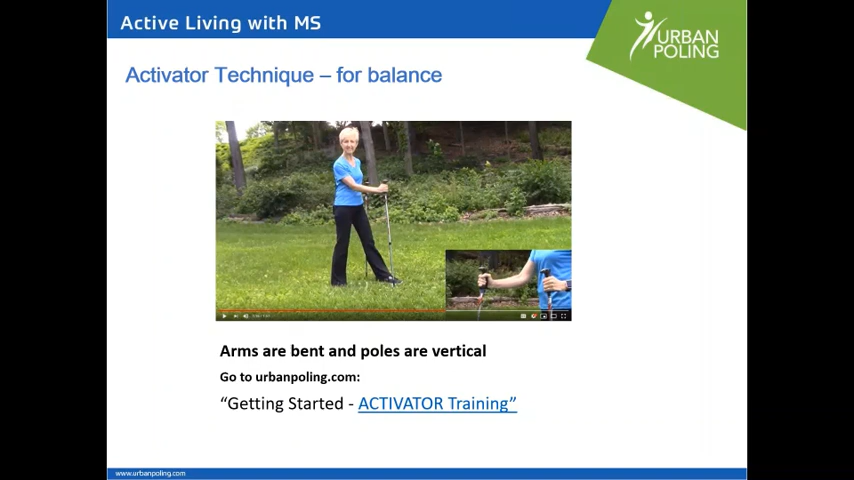 Active Living with MS
URBAN
POLING
Activator Technique – for balance
Arms are bent and poles are vertical
Go to urbanpoling.com:
“Getting Started - ACTIVATOR Training”
www.urbanpoling.com